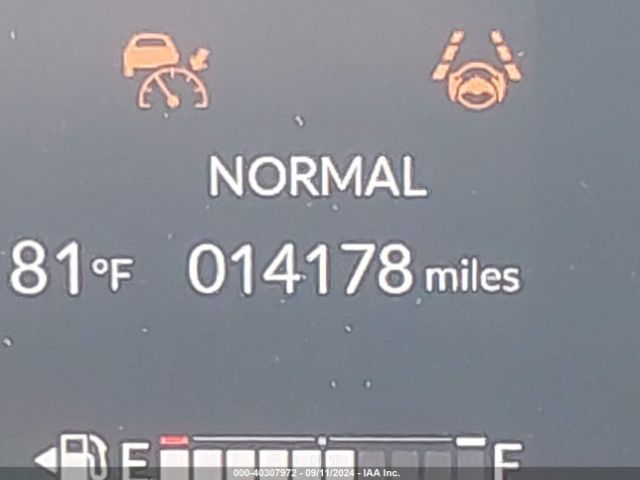 NORMAL
81°F 014178 miles
E F
000-40307972 - 09/11/2024 - IAA Inc.